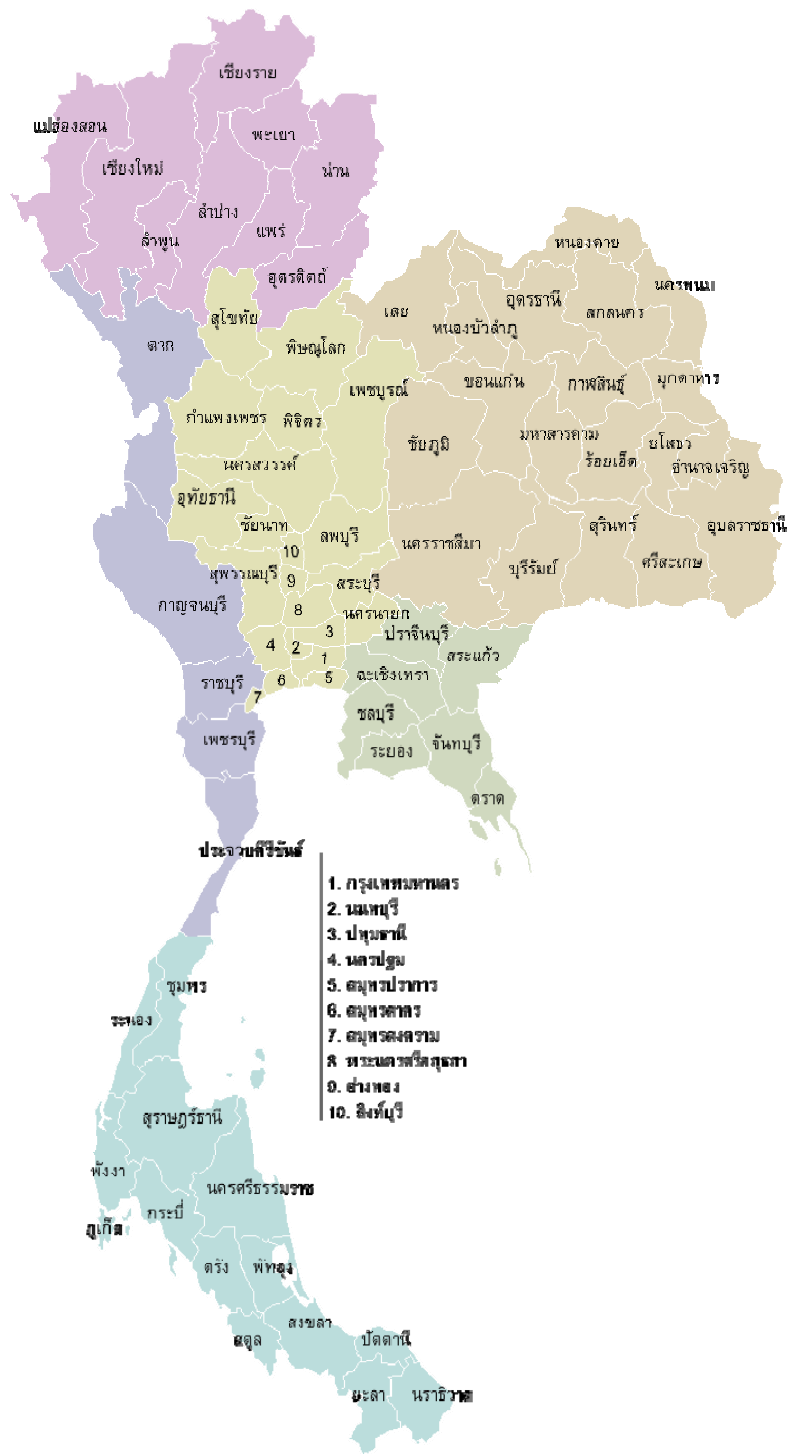 เชียงราย
แม่ฮ่องสอน
พะเยา
เชียงใหม่
น่าน
ลำปาง
แพร่
ลำพูน
อุตรดิตถ์
หนองคาย
นครพนม
เลย
อุดรธานี
สกลนคร
สุโขทัย
หนองบัวลำภู
ตาก
พิษณุโลก
เพชบูรณ์
ขอนแก่น
กาฬสินธุ์
มุกดาหาร
กำแพงเพชร
พิจิตร
ชัยภูมิ
มหาสารคาม
ร้อยเอ็ด
ยโสธร
อำนาจเจริญ
นครสวรรค์
อุทัยธานี
ชัยนาท
ลพบุรี
นครราชสีมา
สุรินทร์
อุบลราชธานี
10
สุพรรณบุรี
9
สระบุรี
บุรีรัมย์
ศรีสะเกษ
กาญจนบุรี
8
นครนายก
3
ปราจีนบุรี
4
2
1
สระแก้ว
ราชบุรี
6
5
ฉะเชิงเทรา
7
ชลบุรี
เพชรบุรี
ระยอง
จันทบุรี
ตราด
ประจวบคีรีขันธ์
1. กรุงเทพมหานคร
2. นนทบุรี
3. ปทุมธานี
4. นครปฐม
5. สมุทรปราการ
6. สมุทรสาคร
7. สมุทรสงคราม
8 พระนครศรีอยุธยา
9. อ่างทอง
10. สิงห์บุรี
ชุมพร
ระนอง
สุราษฎร์ธานี
พังงา
นครศรีธรรมราช
กระบี่
ภูเก็ต
ตรัง
พัทลุง
สงขลา
สตูล
ปัตตานี
ยะลา
นราธิวาส